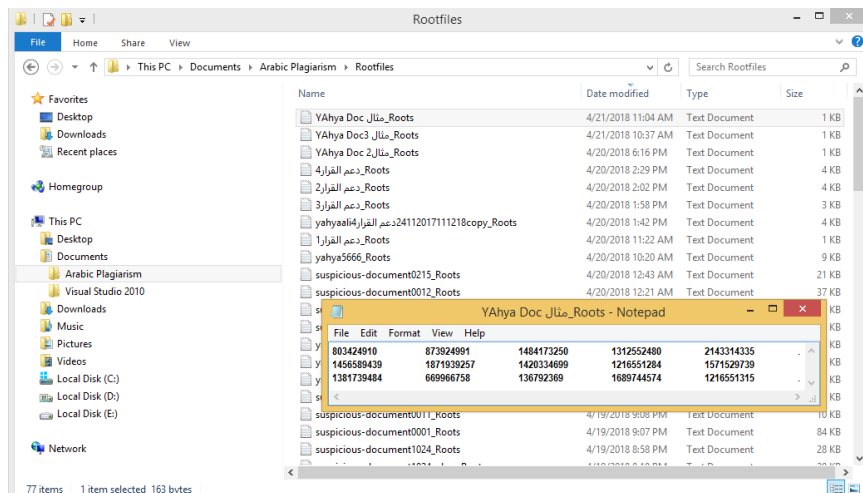 Rootfiles
File Home Share View
This PC Documents Arabic Plagiarism Rootfiles Search Rootfiles
Name Date modified Type Size
Favorites
Desktop
Downloads
Recent places
Homegroup
This PC
Desktop
Documents
Arabic Plagiarism
Visual Studio 2010
Downloads
Music
Pictures
Videos
Local Disk (C:)
Local Disk (D:)
Local Disk (E:)
Network
YAhya Doc مثال_Roots 4/21/2018 11:04 AM Text Document 1 KB
YAhya Doc3 مثال_Roots 4/21/2018 10:37 AM Text Document 1 KB
YAhya Doc 2مثال_Roots 4/20/2018 6:16 PM Text Document 1 KB
دعم القرار4_Roots 4/20/2018 2:29 PM Text Document 4 KB
دعم القرار2_Roots 4/20/2018 2:02 PM Text Document 4 KB
دعم القرار3_Roots 4/20/2018 1:58 PM Text Document 3 KB
yahyaali4دعم القرار24112017111218copy_Roots 4/20/2018 1:42 PM Text Document 4 KB
دعم القرار1_Roots 4/20/2018 11:22 AM Text Document 1 KB
yahya5666_Roots 4/20/2018 10:20 AM Text Document 9 KB
suspicious-document0215_Roots 4/20/2018 12:43 AM Text Document 21 KB
suspicious-document0012_Roots 4/20/2018 12:21 AM Text Document 37 KB
YAhya Doc مثال_Roots - Notepad
File Edit Format View Help
803424910 873924991 1484173250 1312552480 2143314335 .
1456589439 1871939257 1420334699 1216551284 1571529739
1381739484 669966758 136792369 1689744574 1216551315 .
KB
KB
KB
KB
KB
KB
suspicious-document0011_Roots 4/19/2018 9:08 PM Text Document 10 KB
suspicious-document0001_Roots 4/19/2018 9:07 PM Text Document 84 KB
suspicious-document1024_Roots 4/19/2018 8:58 PM Text Document 28 KB
77 items 1 item selected 163 bytes